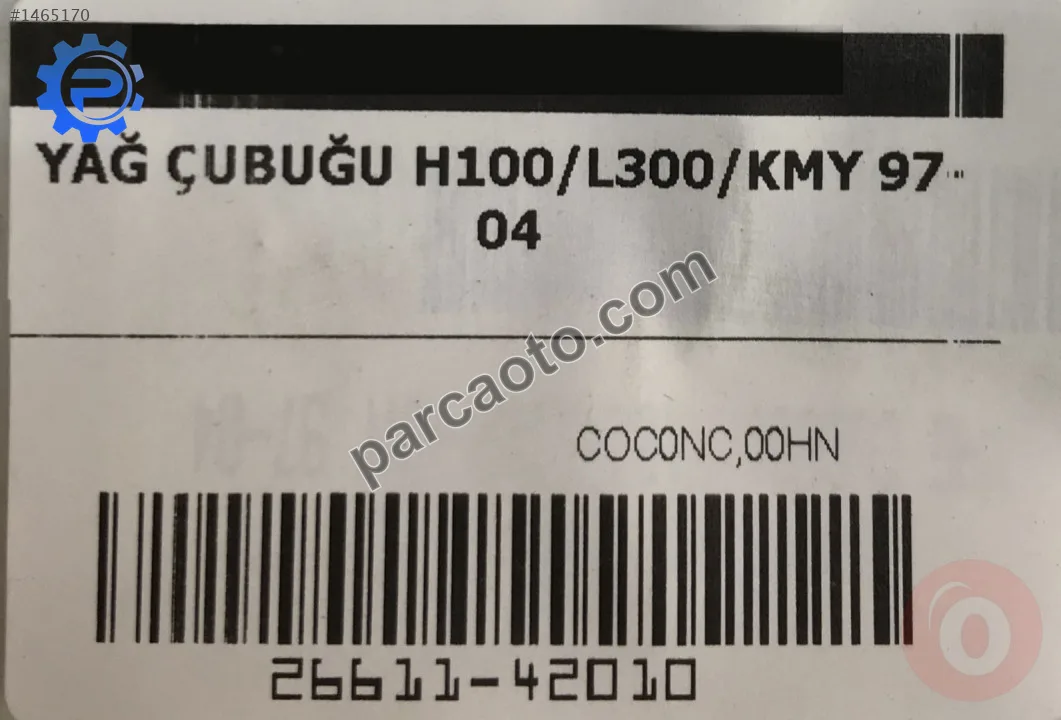 #1465170
YAĞ ÇUBUĞU H100/L300/KMY 97-
04
parcaoto.com
COC0NC,00HN
26611-42010